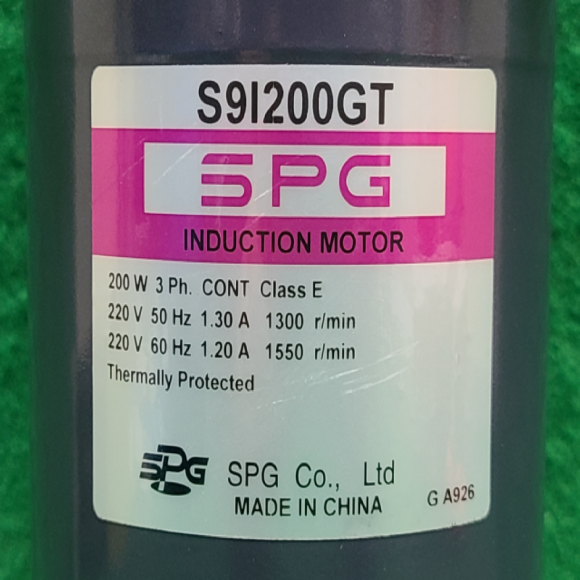 S9I200GT
SPG
INDUCTION MOTOR
200 W 3 Ph. CONT Class E
220 V 50 Hz 1.30 A 1300 r/min
220 V 60 Hz 1.20 A 1550 r/min
Thermally Protected
SPG SPG Co., Ltd
MADE IN CHINA G A926